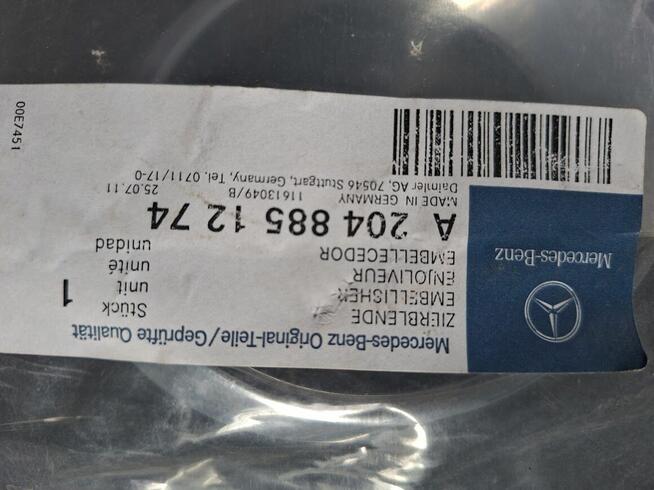 Mercedes-Benz
Mercedes-Benz Original-Teile/Geprüfte Qualität
ZIERBLENDE
EMBELLISHER
ENJOLIVEUR
EMBELLECEDOR
Stück
unit
unité
unidad
1
A 204 885 12 74
MADE IN GERMANY 11613049/B 25.07.11
Daimler AG, 70546 Stuttgart, Germany, Tel. 0711/17-0
00E7451